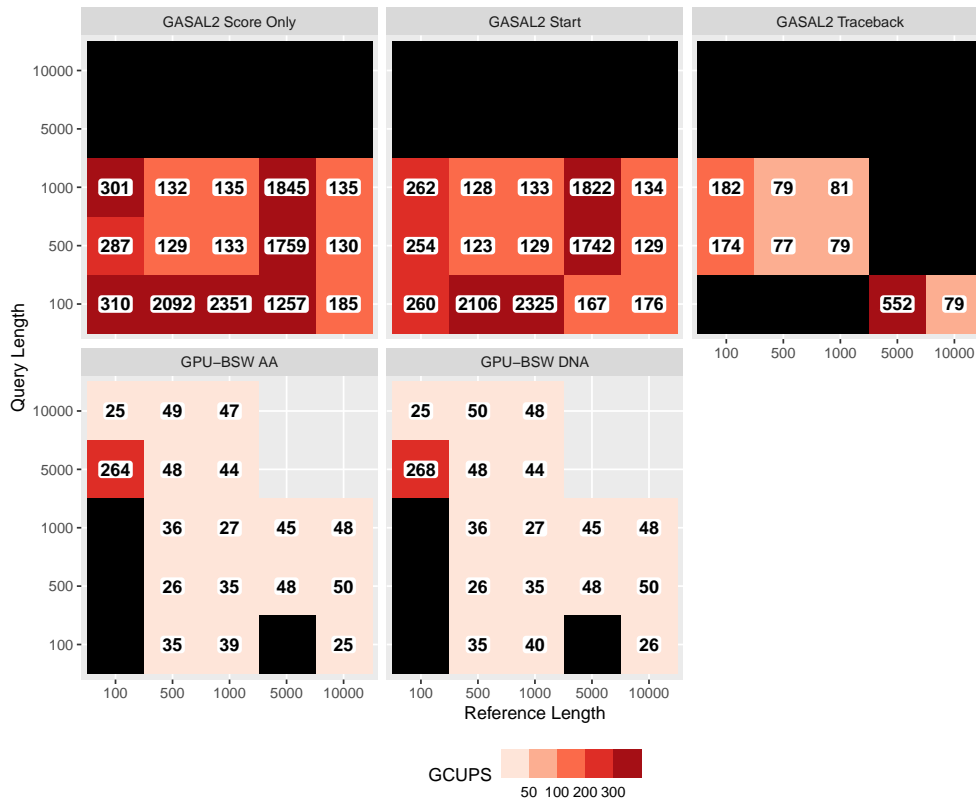 GASAL2 Score Only GASAL2 Start GASAL2 Traceback
10000
5000
1000 301 132 135 1845 135 262 128 133 1822 134 182 79 81
500 287 129 133 1759 130 254 123 129 1742 129 174 77 79
100 310 2092 2351 1257 185 260 2106 2325 167 176 552 79
100 500 1000 5000 10000
GPU−BSW AA GPU−BSW DNA
10000 25 49 47 25 50 48
5000 264 48 44 268 48 44
1000 36 27 45 48 36 27 45 48
500 26 35 48 50 26 35 48 50
100 35 39 25 35 40 26
100 500 1000 5000 10000 100 500 1000 5000 10000
Query Length
Reference Length
GCUPS
50 100 200 300